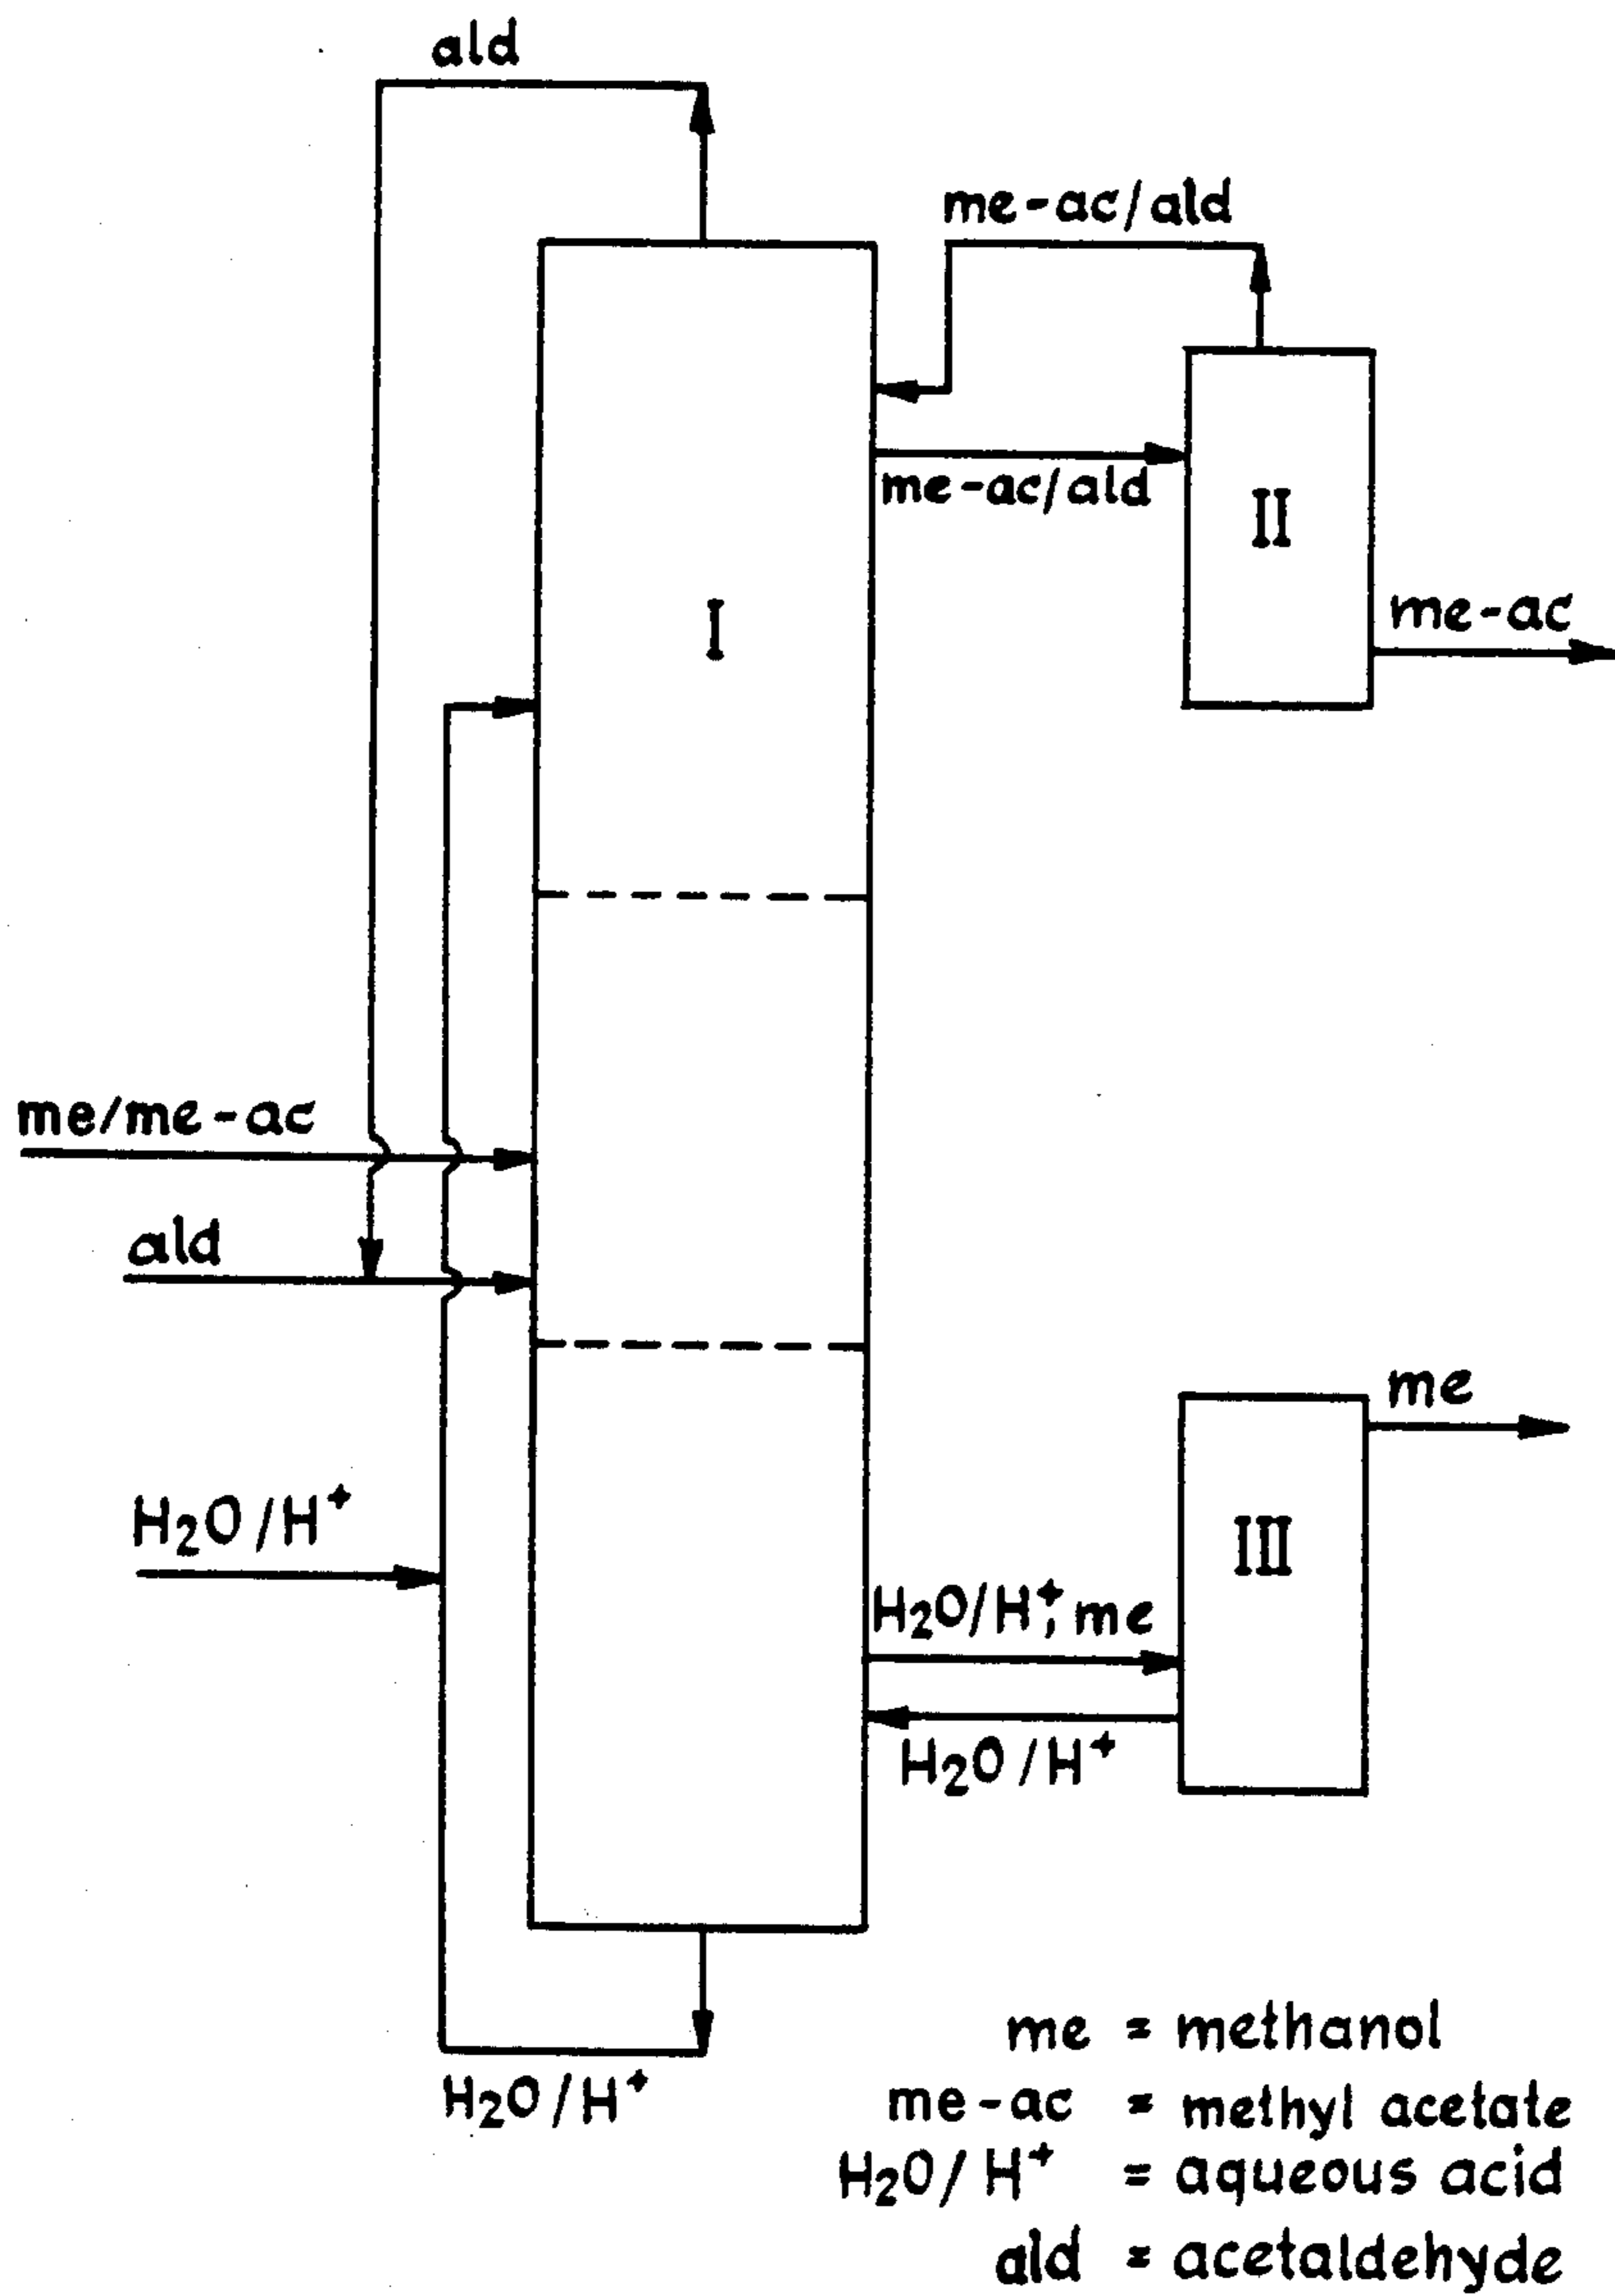 ald
me-ac/ald
me-ac/ald
II
me-ac
I
me/me-ac
ald
me
H₂O/H⁺
III
H₂O/H⁺; me
H₂O/H⁺
H₂O/H⁺
me = methanol
me-ac = methyl acetate
H₂O/H⁺ = aqueous acid
ald = acetaldehyde